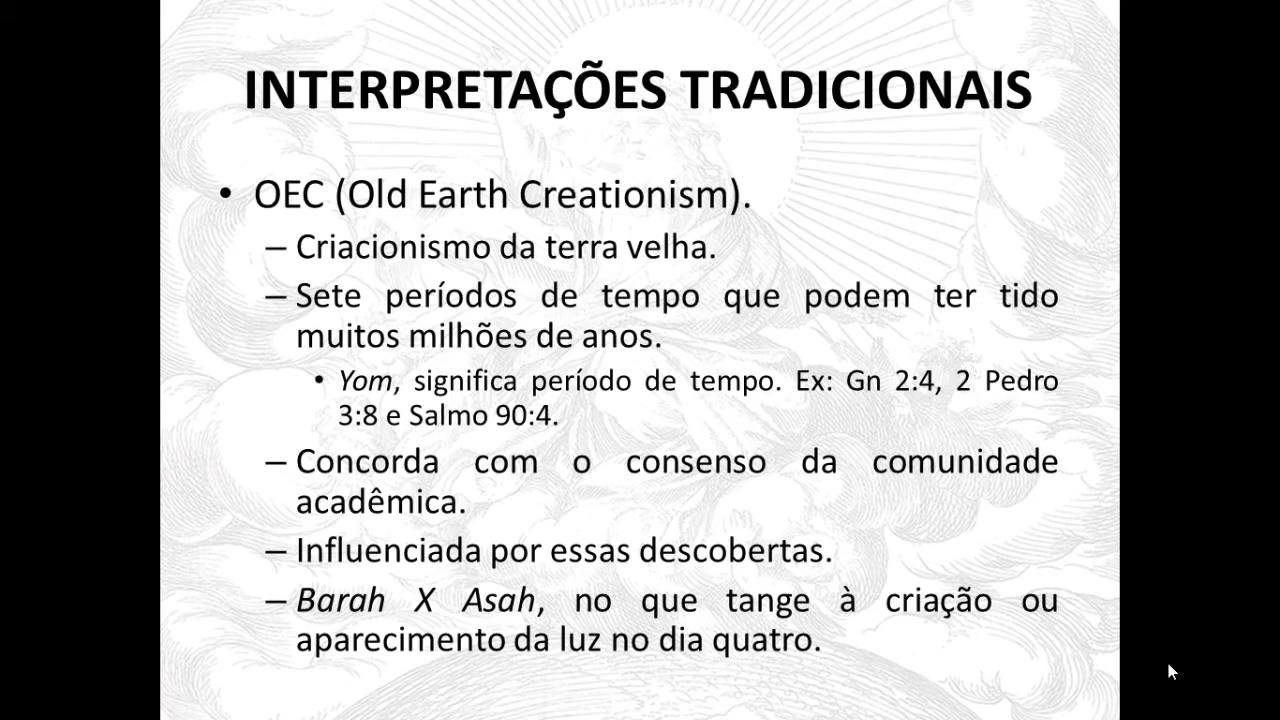 INTERPRETAÇÕES TRADICIONAIS
• OEC (Old Earth Creationism).
– Criacionismo da terra velha.
– Sete períodos de tempo que podem ter tido
muitos milhões de anos.
• Yom, significa período de tempo. Ex: Gn 2:4, 2 Pedro
3:8 e Salmo 90:4.
– Concorda com o consenso da comunidade
acadêmica.
– Influenciada por essas descobertas.
– Barah X Asah, no que tange à criação ou
aparecimento da luz no dia quatro.